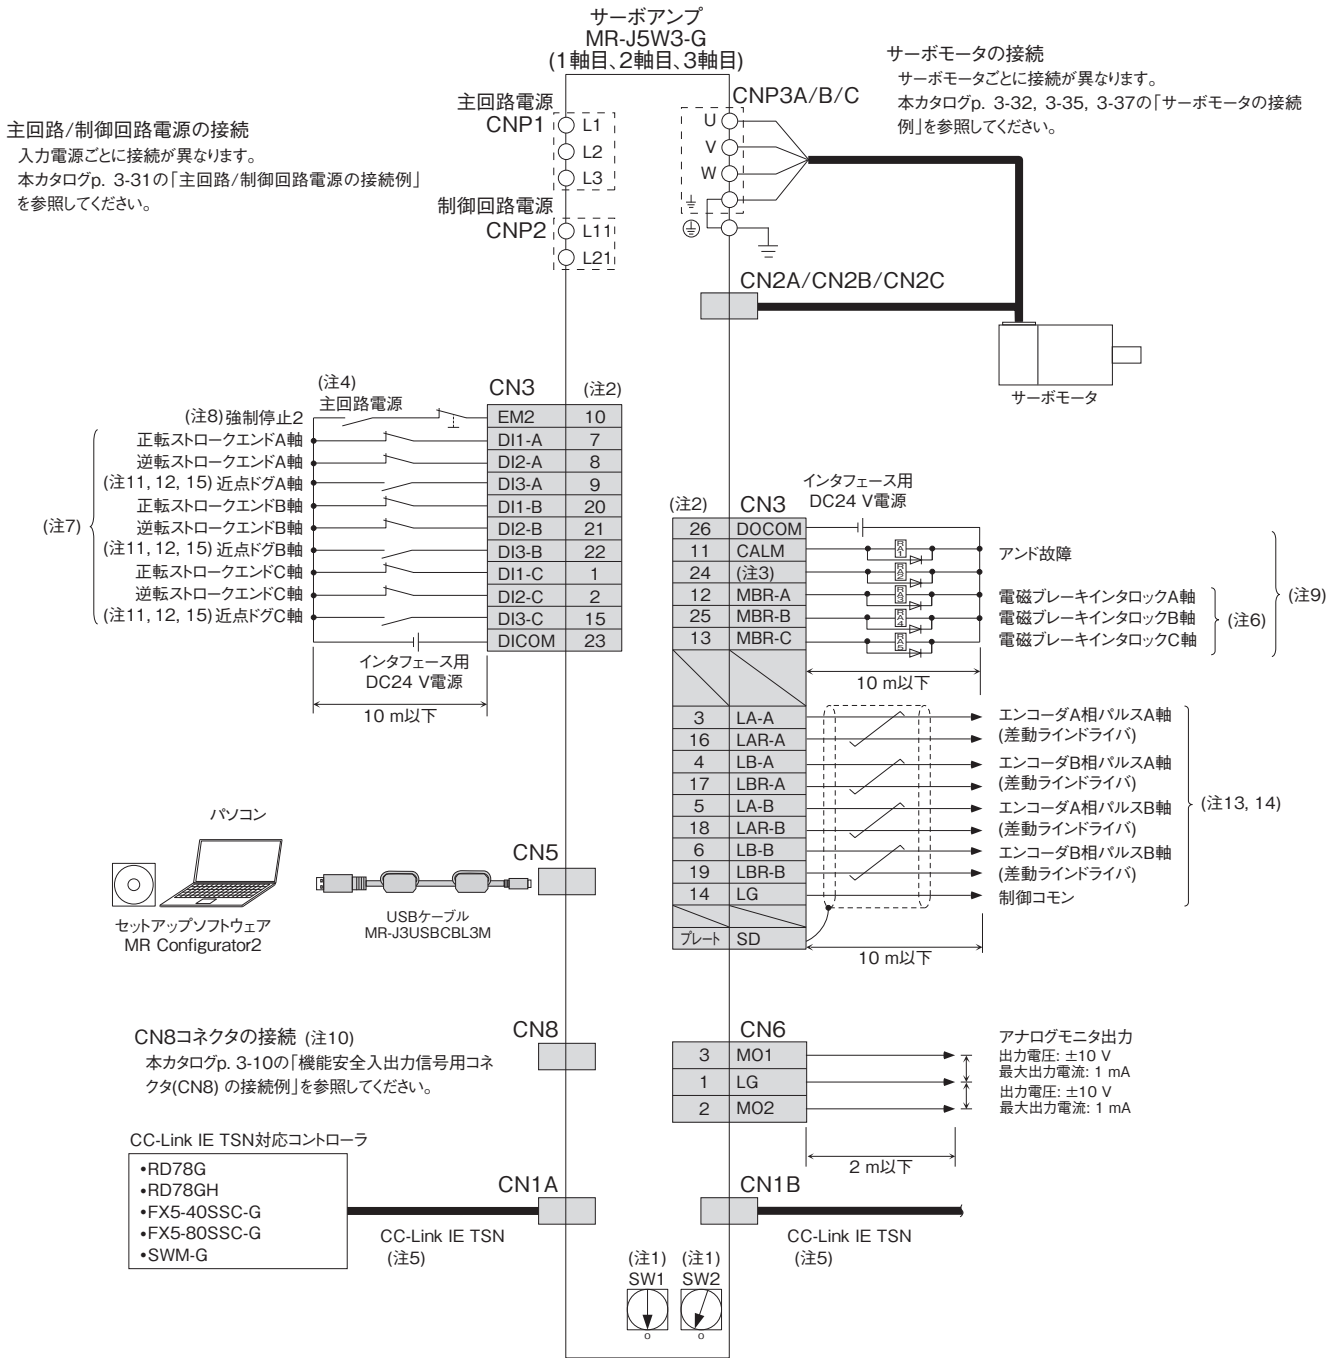 サーボアンプ
MR-J5W3-G
(1軸目、2軸目、3軸目)
主回路/制御回路電源の接続
入力電源ごとに接続が異なります。
本カタログp. 3-31の「主回路/制御回路電源の接続例」
を参照してください。
主回路電源
CNP1
L1
L2
L3
制御回路電源
CNP2
L11
L21
サーボモータの接続
サーボモータごとに接続が異なります。
本カタログp. 3-32, 3-35, 3-37の「サーボモータの接続
例」を参照してください。
CNP3A/B/C
U
V
W
CN2A/CN2B/CN2C
サーボモータ
(注4)
主回路電源
CN3 (注2)
(注8)強制停止2 EM2 10
正転ストロークエンドA軸 DI1-A 7
逆転ストロークエンドA軸 DI2-A 8
(注11, 12, 15) 近点ドグA軸 DI3-A 9
正転ストロークエンドB軸 DI1-B 20
逆転ストロークエンドB軸 DI2-B 21
(注11, 12, 15) 近点ドグB軸 DI3-B 22
正転ストロークエンドC軸 DI1-C 1
逆転ストロークエンドC軸 DI2-C 2
(注11, 12, 15) 近点ドグC軸 DI3-C 15
DICOM 23
(注7)
インタフェース用
DC24 V電源
10 m以下
(注2) CN3
インタフェース用
DC24 V電源
26 DOCOM
11 CALM RA1 アンド故障
24 (注3) RA2
12 MBR-A RA3 電磁ブレーキインタロックA軸
25 MBR-B RA4 電磁ブレーキインタロックB軸
13 MBR-C RA5 電磁ブレーキインタロックC軸
(注6)
(注9)
10 m以下
3 LA-A エンコーダA相パルスA軸
16 LAR-A (差動ラインドライバ)
4 LB-A エンコーダB相パルスA軸
17 LBR-A (差動ラインドライバ)
5 LA-B エンコーダA相パルスB軸
18 LAR-B (差動ラインドライバ)
6 LB-B エンコーダB相パルスB軸
19 LBR-B (差動ラインドライバ)
14 LG 制御コモン
プレート SD
(注13, 14)
10 m以下
パソコン
セットアップソフトウェア
MR Configurator2
USBケーブル
MR-J3USBCBL3M
CN5
CN8コネクタの接続 (注10)
本カタログp. 3-10の「機能安全入出力信号用コネ
クタ(CN8) の接続例」を参照してください。
CN8
CN6
3 MO1
1 LG
2 MO2
アナログモニタ出力
出力電圧: ±10 V
最大出力電流: 1 mA
出力電圧: ±10 V
最大出力電流: 1 mA
2 m以下
CC-Link IE TSN対応コントローラ
•RD78G
•RD78GH
•FX5-40SSC-G
•FX5-80SSC-G
•SWM-G
CN1A
CC-Link IE TSN
(注5)
CN1B
CC-Link IE TSN
(注5)
(注1) (注1)
SW1 SW2
0 0